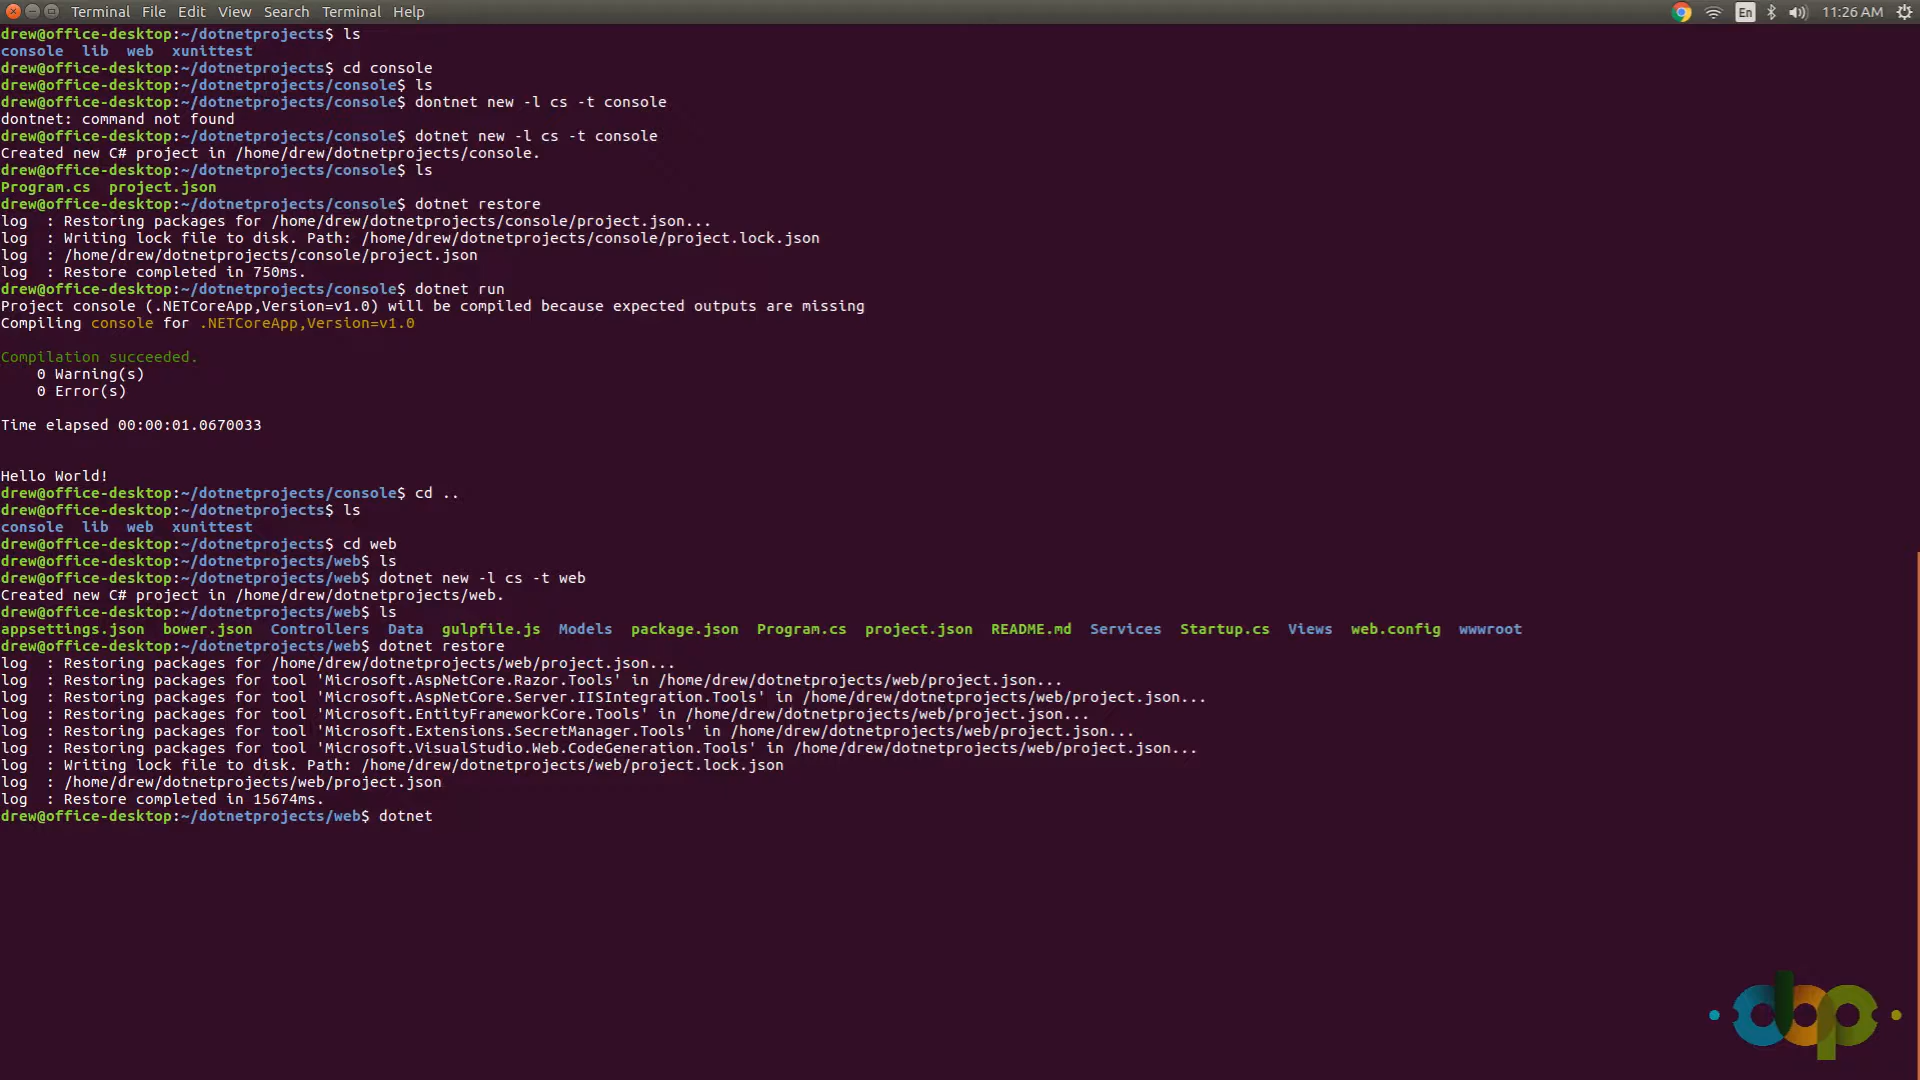 Terminal File Edit View Search Terminal Help En 11:26 AM
drew@office-desktop:~/dotnetprojects$ ls
console  lib  web  xunittest
drew@office-desktop:~/dotnetprojects$ cd console
drew@office-desktop:~/dotnetprojects/console$ ls
drew@office-desktop:~/dotnetprojects/console$ dontnet new -l cs -t console
dontnet: command not found
drew@office-desktop:~/dotnetprojects/console$ dotnet new -l cs -t console
Created new C# project in /home/drew/dotnetprojects/console.
drew@office-desktop:~/dotnetprojects/console$ ls
Program.cs  project.json
drew@office-desktop:~/dotnetprojects/console$ dotnet restore
log  : Restoring packages for /home/drew/dotnetprojects/console/project.json...
log  : Writing lock file to disk. Path: /home/drew/dotnetprojects/console/project.lock.json
log  : /home/drew/dotnetprojects/console/project.json
log  : Restore completed in 750ms.
drew@office-desktop:~/dotnetprojects/console$ dotnet run
Project console (.NETCoreApp,Version=v1.0) will be compiled because expected outputs are missing
Compiling console for .NETCoreApp,Version=v1.0
Compilation succeeded.
    0 Warning(s)
    0 Error(s)
Time elapsed 00:00:01.0670033
Hello World!
drew@office-desktop:~/dotnetprojects/console$ cd ..
drew@office-desktop:~/dotnetprojects$ ls
console  lib  web  xunittest
drew@office-desktop:~/dotnetprojects$ cd web
drew@office-desktop:~/dotnetprojects/web$ ls
drew@office-desktop:~/dotnetprojects/web$ dotnet new -l cs -t web
Created new C# project in /home/drew/dotnetprojects/web.
drew@office-desktop:~/dotnetprojects/web$ ls
appsettings.json  bower.json  Controllers  Data  gulpfile.js  Models  package.json  Program.cs  project.json  README.md  Services  Startup.cs  Views  web.config  wwwroot
drew@office-desktop:~/dotnetprojects/web$ dotnet restore
log  : Restoring packages for /home/drew/dotnetprojects/web/project.json...
log  : Restoring packages for tool 'Microsoft.AspNetCore.Razor.Tools' in /home/drew/dotnetprojects/web/project.json...
log  : Restoring packages for tool 'Microsoft.AspNetCore.Server.IISIntegration.Tools' in /home/drew/dotnetprojects/web/project.json...
log  : Restoring packages for tool 'Microsoft.EntityFrameworkCore.Tools' in /home/drew/dotnetprojects/web/project.json...
log  : Restoring packages for tool 'Microsoft.Extensions.SecretManager.Tools' in /home/drew/dotnetprojects/web/project.json...
log  : Restoring packages for tool 'Microsoft.VisualStudio.Web.CodeGeneration.Tools' in /home/drew/dotnetprojects/web/project.json...
log  : Writing lock file to disk. Path: /home/drew/dotnetprojects/web/project.lock.json
log  : /home/drew/dotnetprojects/web/project.json
log  : Restore completed in 15674ms.
drew@office-desktop:~/dotnetprojects/web$ dotnet